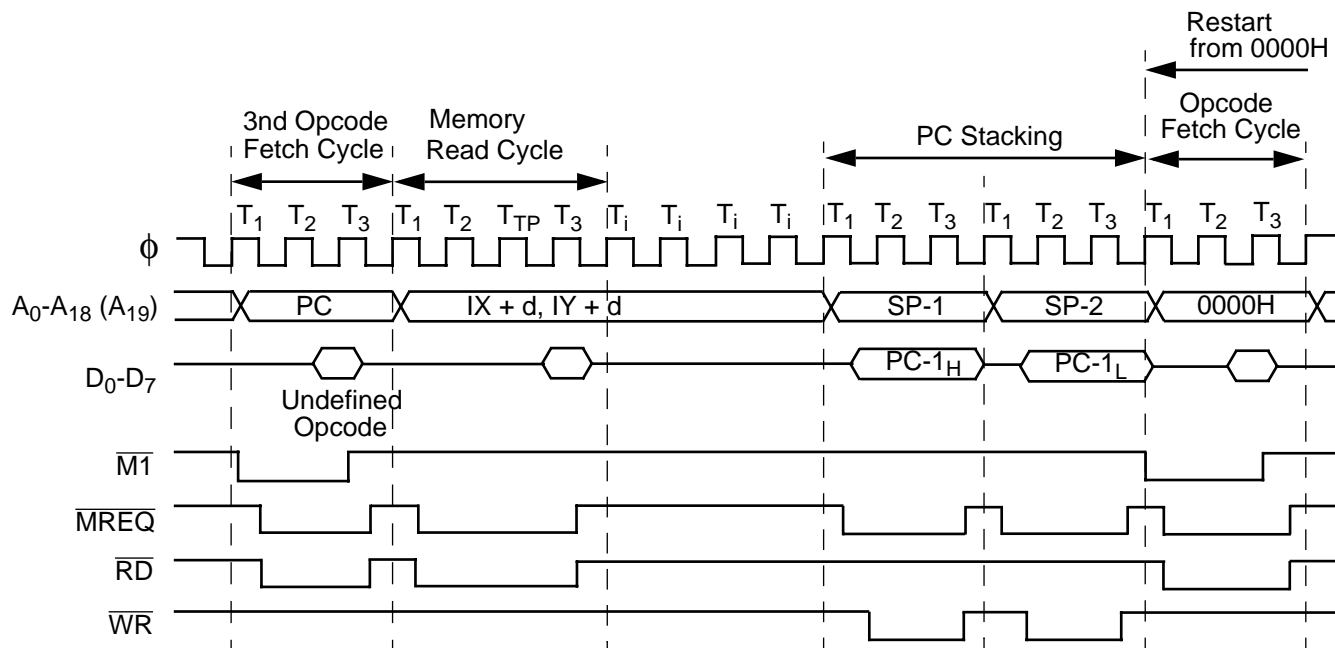 Restart
from 0000H
3nd Opcode
Fetch Cycle
Memory
Read Cycle
PC Stacking
Opcode
Fetch Cycle
T1 T2 T3 T1 T2 TTP T3 Ti Ti Ti Ti T1 T2 T3 T1 T2 T3 T1 T2 T3
ϕ
A0-A18 (A19) PC IX + d, IY + d SP-1 SP-2 0000H
D0-D7 PC-1H PC-1L
Undefined
Opcode
M1
MREQ
RD
WR